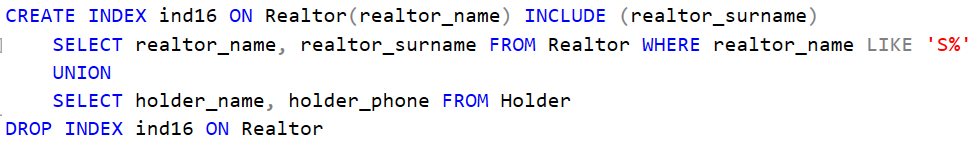 CREATE INDEX ind16 ON Realtor(realtor_name) INCLUDE (realtor_surname)
SELECT realtor_name, realtor_surname FROM Realtor WHERE realtor_name LIKE 'S%'
UNION
SELECT holder_name, holder_phone FROM Holder
DROP INDEX ind16 ON Realtor